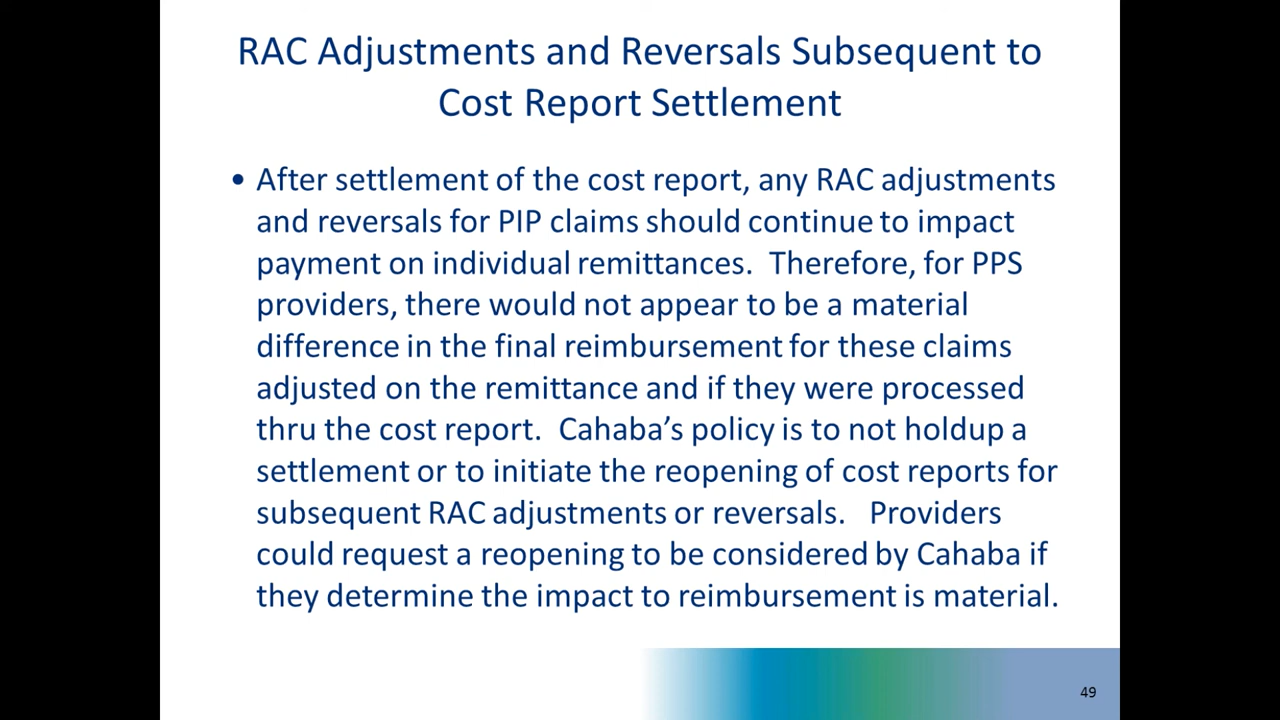 RAC Adjustments and Reversals Subsequent to
Cost Report Settlement
• After settlement of the cost report, any RAC adjustments
and reversals for PIP claims should continue to impact
payment on individual remittances.  Therefore, for PPS
providers, there would not appear to be a material
difference in the final reimbursement for these claims
adjusted on the remittance and if they were processed
thru the cost report.  Cahaba’s policy is to not holdup a
settlement or to initiate the reopening of cost reports for
subsequent RAC adjustments or reversals.   Providers
could request a reopening to be considered by Cahaba if
they determine the impact to reimbursement is material.
49